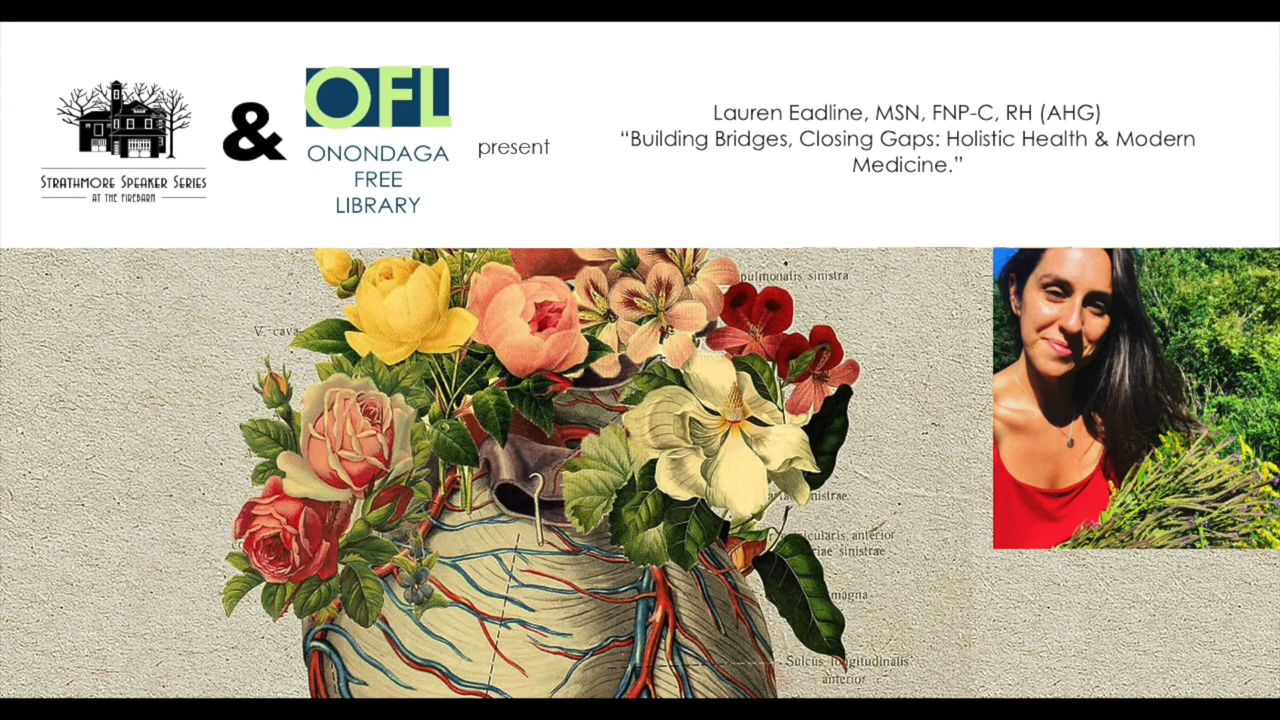 STRATHMORE SPEAKER SERIES
AT THE FIREBARN
&
OFL
ONONDAGA
FREE
LIBRARY
present
Lauren Eadline, MSN, FNP-C, RH (AHG)
“Building Bridges, Closing Gaps: Holistic Health & Modern
Medicine.”
pulmonalis sinistra
V. cava
anterior
sinistrae
magna
Sulcus
anterior